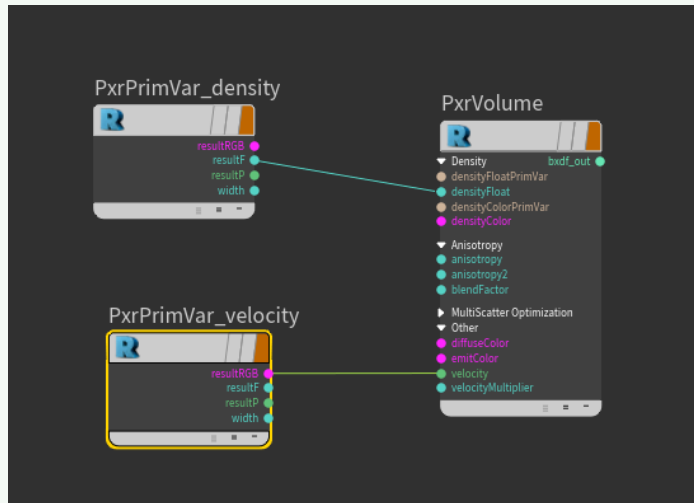 PxrPrimVar_density
R
resultRGB
resultF
resultP
width
PxrVolume
R
Density
bxdf_out
densityFloatPrimVar
densityFloat
densityColorPrimVar
densityColor
Anisotropy
anisotropy
anisotropy2
blendFactor
MultiScatter Optimization
Other
diffuseColor
emitColor
velocity
velocityMultiplier
PxrPrimVar_velocity
R
resultRGB
resultF
resultP
width